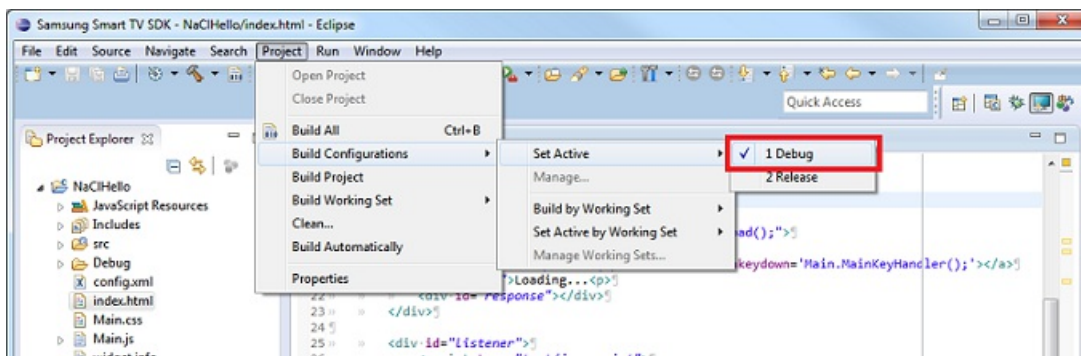 Samsung Smart TV SDK - NaClHello/index.html - Eclipse
File Edit Source Navigate Search Project Run Window Help
Quick Access
Open Project
Close Project
Build All Ctrl+B
Build Configurations
Build Project
Build Working Set
Clean...
Build Automatically
Properties
Set Active
Manage...
Build by Working Set
Set Active by Working Set
Manage Working Sets...
1 Debug
2 Release
Project Explorer
NaClHello
JavaScript Resources
Includes
src
Debug
config.xml
index.html
Main.css
Main.js
widget.info
ad();">
keydown='Main.MainKeyHandler();'></a>
">Loading...<p>
22 <div id="response"></div>
23 </div>
24
25 <div id="listener">